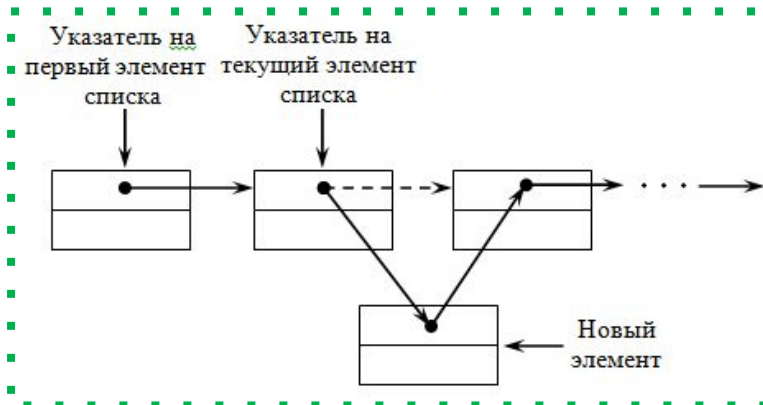 Указатель на
первый элемент
списка
Указатель на
текущий элемент
списка
Новый
элемент